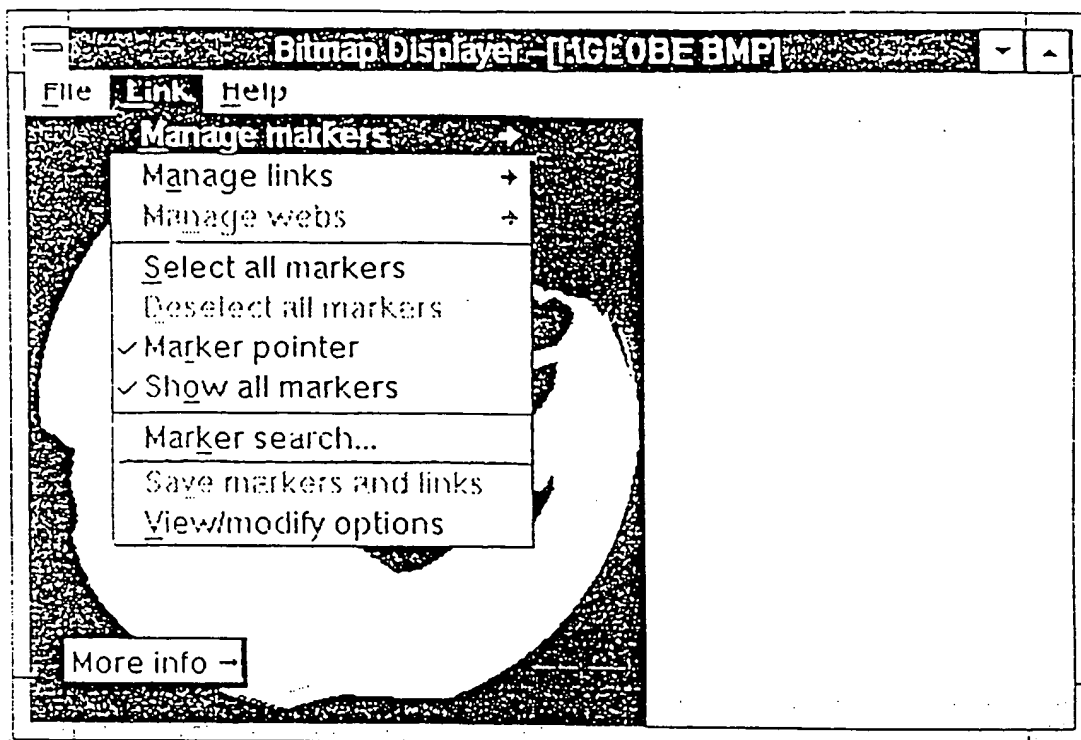 Bitmap Displayer -[I:\GEOBE BMP]
File Link Help
Manage markers
Manage links
Manage webs
Select all markers
Deselect all markers
✓ Marker pointer
✓ Show all markers
Marker search...
Save markers and links
View/modify options
More info →